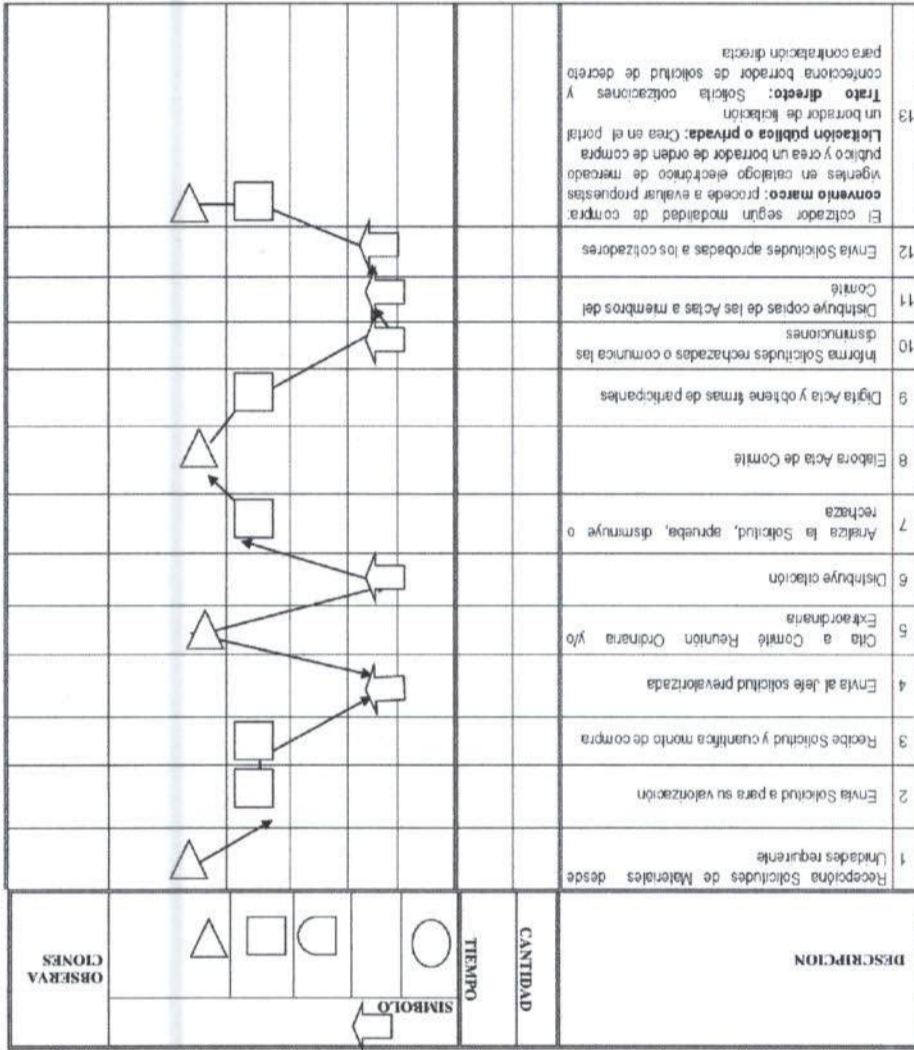 DESCRIPCION
CANTIDAD
TIEMPO
SIMBOLO
OBSERVA
CIONES
1 Recepcióna Solicitudes de Materiales desde
Unidades requirente
2 Envía Solicitud a para su valorización
3 Recibe Solicitud y cuantifica monto de compra
4 Envía al Jefe solicitud prevalorizada
5 Cita a Comité Reunión Ordinaria y/o
Extraordinaria
6 Distribuye citación
7 Analiza la Solicitud, aprueba, disminuye o
rechaza
8 Elabora Acta de Comité
9 Digita Acta y obtiene firmas de participantes
10 Informa Solicitudes rechazadas o comunica las
disminuciones
11 Distribuye copias de las Actas a miembros del
Comité
12 Envía Solicitudes aprobadas a los cotizadores
13 El cotizador según modalidad de compra:
convenio marco: procede a evaluar propuestas
vigentes en catalogo electrónico de mercado
publico y crea un borrador de orden de compra
Licitación pública o privada: Crea en el portal
un borrador de licitación
Trato directo: Solicita cotizaciones y
confecciona borrador de solicitud de decreto
para contratación directa